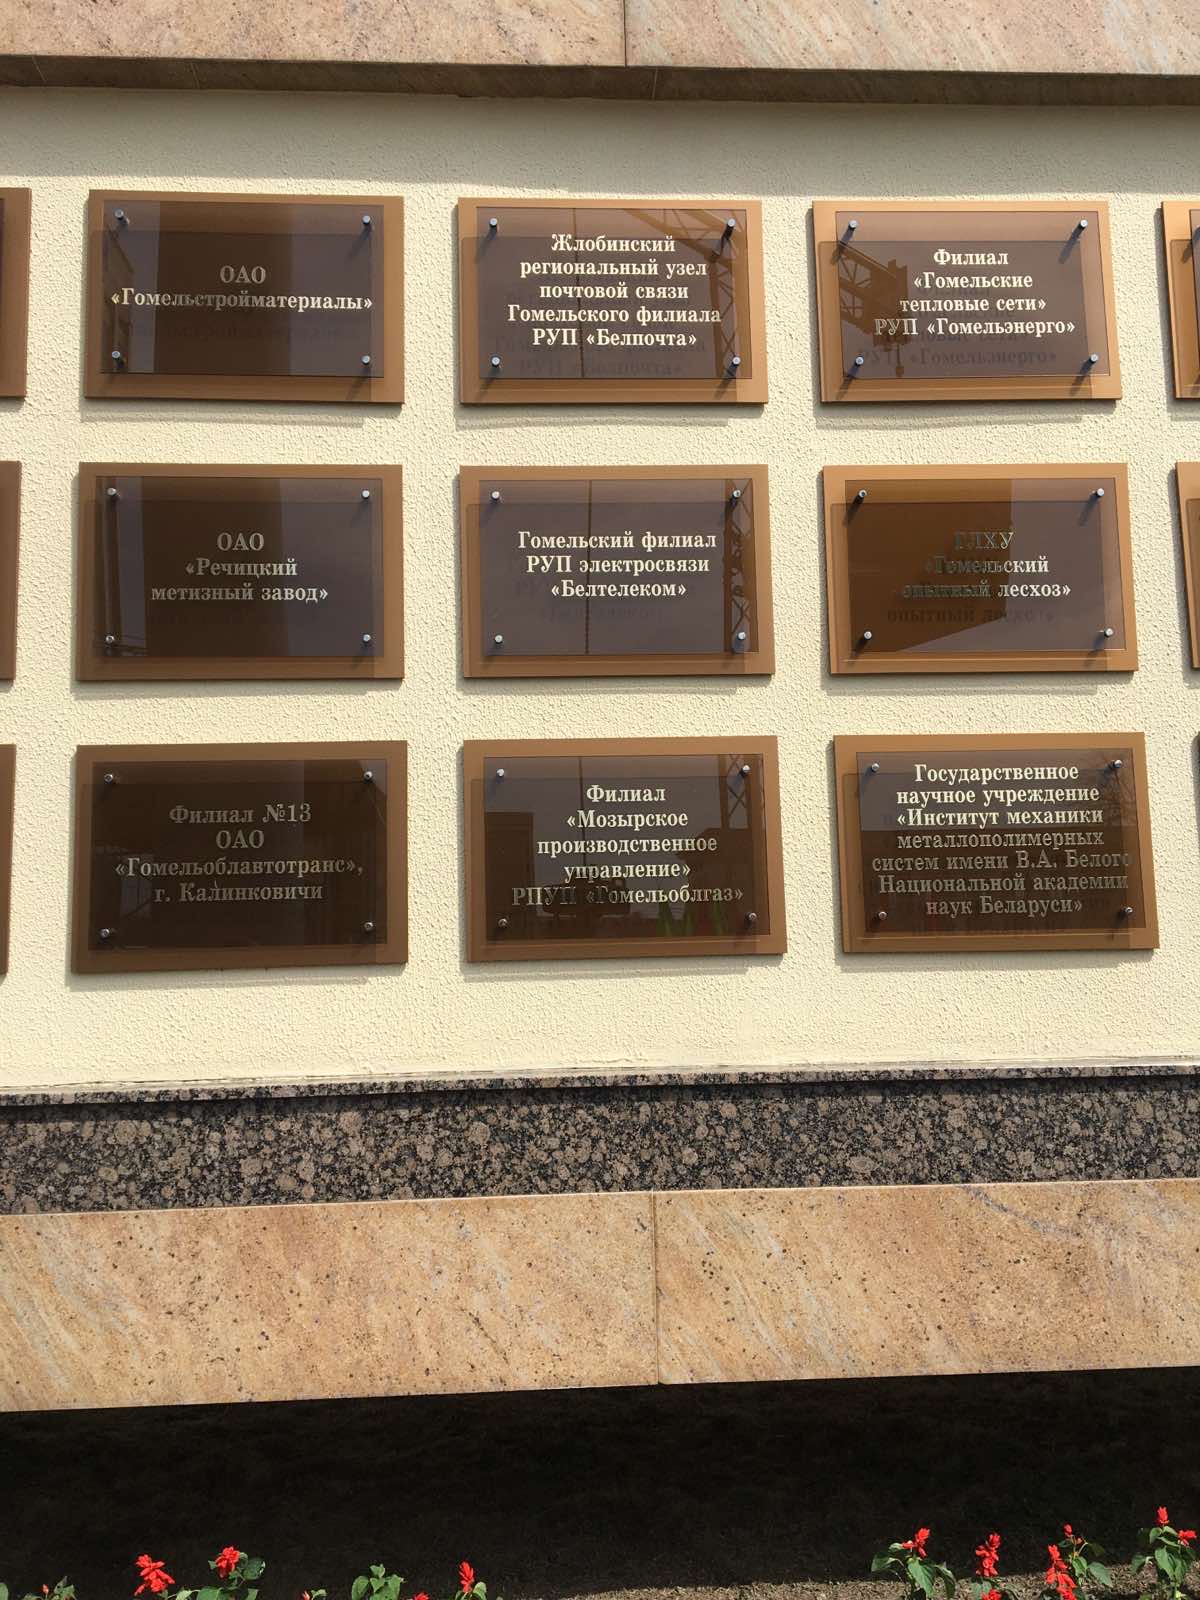 ОАО
«Гомельстройматериалы»
Жлобинский
региональный узел
почтовой связи
Гомельского филиала
РУП «Белпочта»
Филиал
«Гомельские
тепловые сети»
РУП «Гомельэнерго»
ОАО
«Речицкий
метизный завод»
Гомельский филиал
РУП электросвязи
«Белтелеком»
ГЛХУ
«Гомельский
опытный лесхоз»
Филиал №13
ОАО
«Гомельоблавтотранс»,
г. Калинковичи
Филиал
«Мозырское
производственное
управление»
РПУП «Гомельоблгаз»
Государственное
научное учреждение
«Институт механики
металлополимерных
систем имени В.А. Белого
Национальной академии
наук Беларуси»